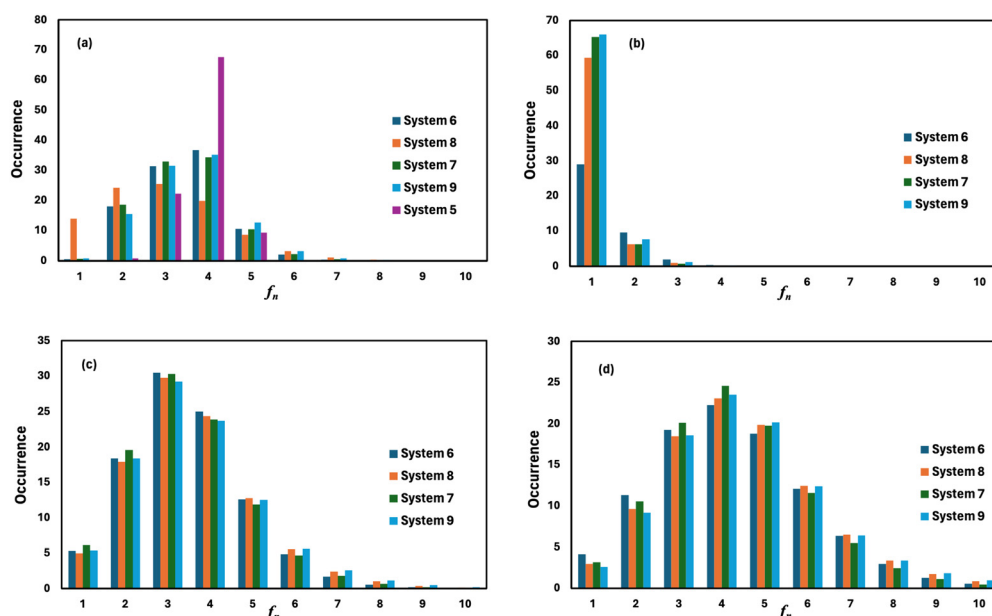 (a)
Occurrence
80
70
60
50
40
30
20
10
0
1 2 3 4 5 6 7 8 9 10
fn
System 6
System 8
System 7
System 9
System 5
(b)
Occurrence
70
60
50
40
30
20
10
0
1 2 3 4 5 6 7 8 9 10
fn
System 6
System 8
System 7
System 9
(c)
Occurrence
35
30
25
20
15
10
5
0
1 2 3 4 5 6 7 8 9 10
fn
System 6
System 8
System 7
System 9
(d)
Occurrence
30
25
20
15
10
5
0
1 2 3 4 5 6 7 8 9 10
fn
System 6
System 8
System 7
System 9